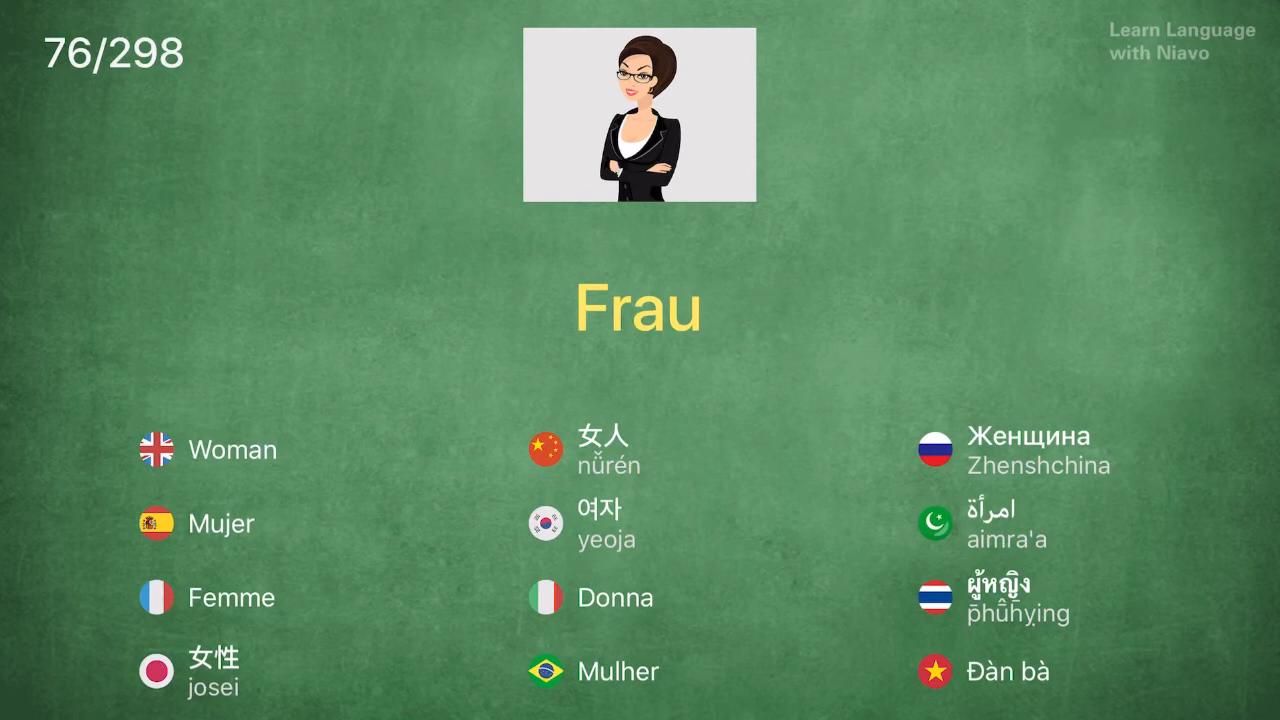 76/298
Learn Language
with Niavo
Frau
Woman
女人
nǚrén
Женщина
Zhenshchina
Mujer
여자
yeoja
امرأة
aimra'a
Femme
Donna
ผู้หญิง
p̄hūh̄ỵing
女性
josei
Mulher
Đàn bà